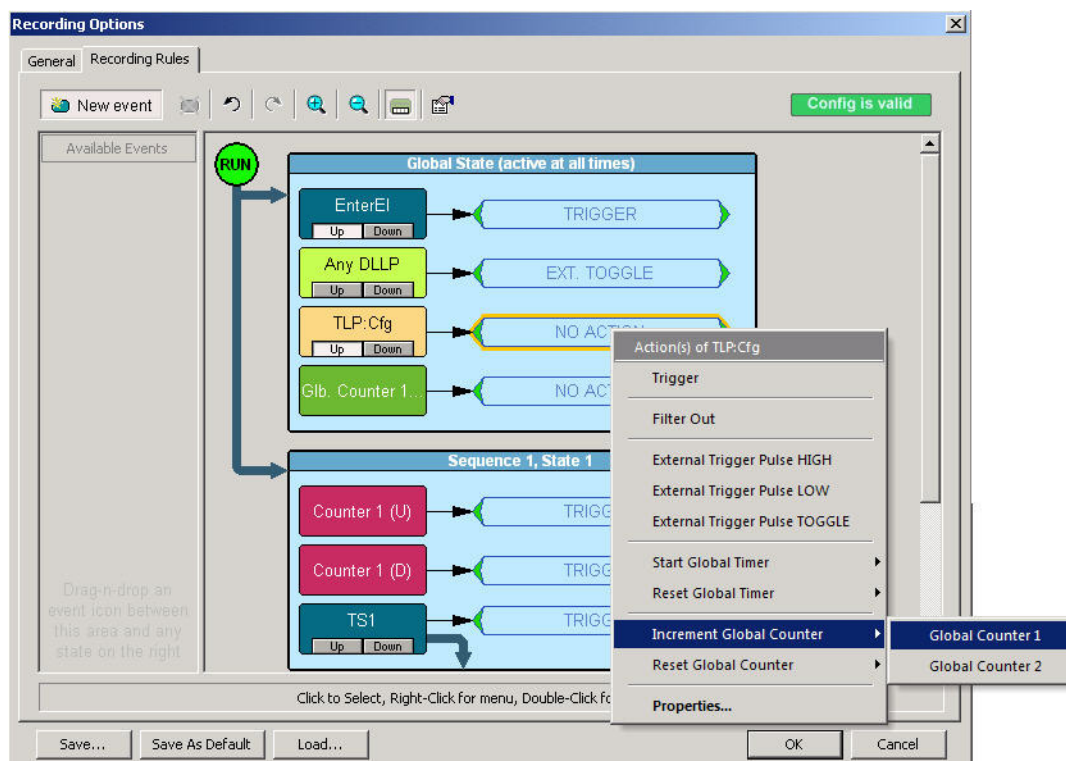 Recording Options
General
Recording Rules
New event
Config is valid
Available Events
RUN
Global State (active at all times)
EnterEI
Up Down
TRIGGER
Any DLLP
Up Down
EXT. TOGGLE
TLP:Cfg
Up Down
NO ACTION
Glb. Counter 1...
NO ACT
Sequence 1, State 1
Counter 1 (U)
TRIGG
Counter 1 (D)
TRIGG
TS1
Up Down
TRIGG
Drag-n-drop an
event icon between
this area and any
state on the right
Action(s) of TLP:Cfg
Trigger
Filter Out
External Trigger Pulse HIGH
External Trigger Pulse LOW
External Trigger Pulse TOGGLE
Start Global Timer
Reset Global Timer
Increment Global Counter
Reset Global Counter
Properties...
Global Counter 1
Global Counter 2
Click to Select, Right-Click for menu, Double-Click fo
Save...
Save As Default
Load...
OK
Cancel